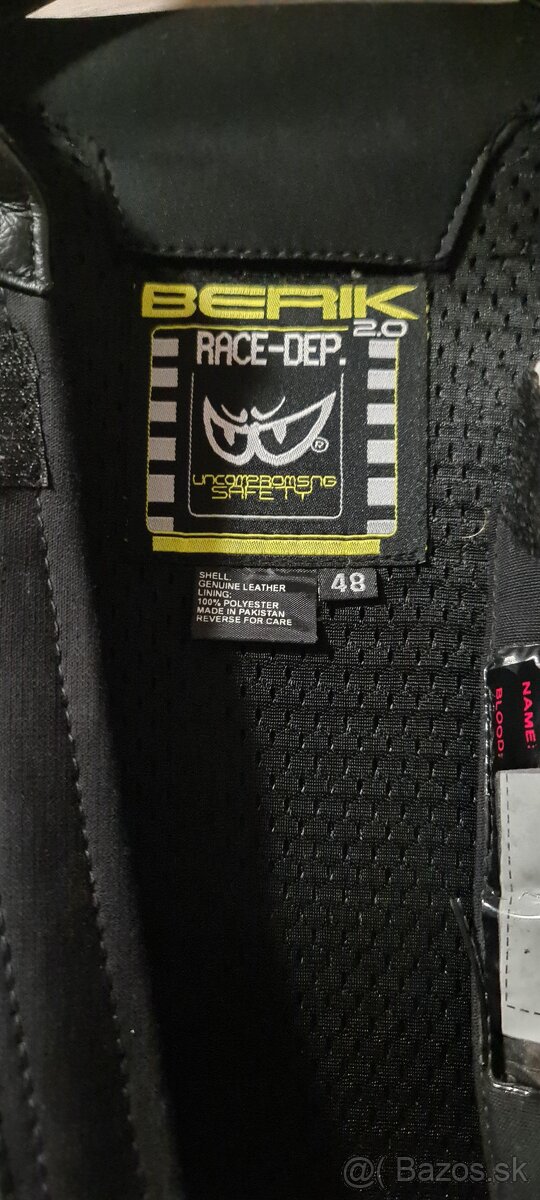 BERIK
2.0
RACE-DEP.
®
UNCOMPROMSNG
SAFETY
SHELL.
GENUINE LEATHER
LINING:
100% POLYESTER
MADE IN PAKISTAN
REVERSE FOR CARE
48
NAME:
BLOOD:
@( Bazos.sk